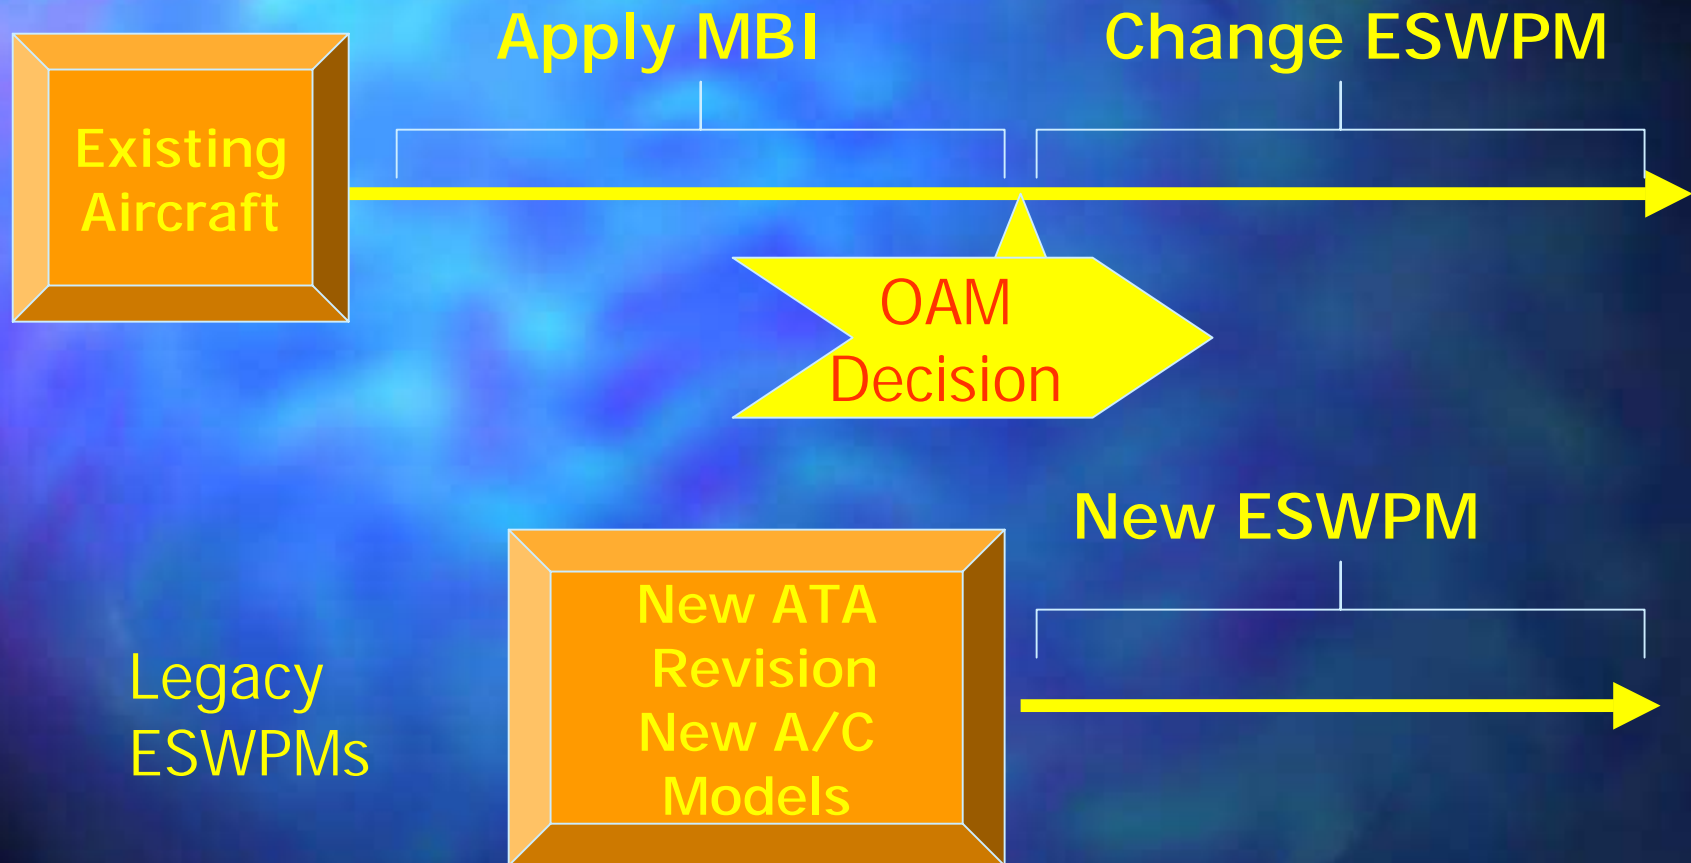 Apply MBI
Change ESWPM
Existing
Aircraft
OAM
Decision
New ESWPM
New ATA
Revision
New A/C
Models
Legacy
ESWPMs